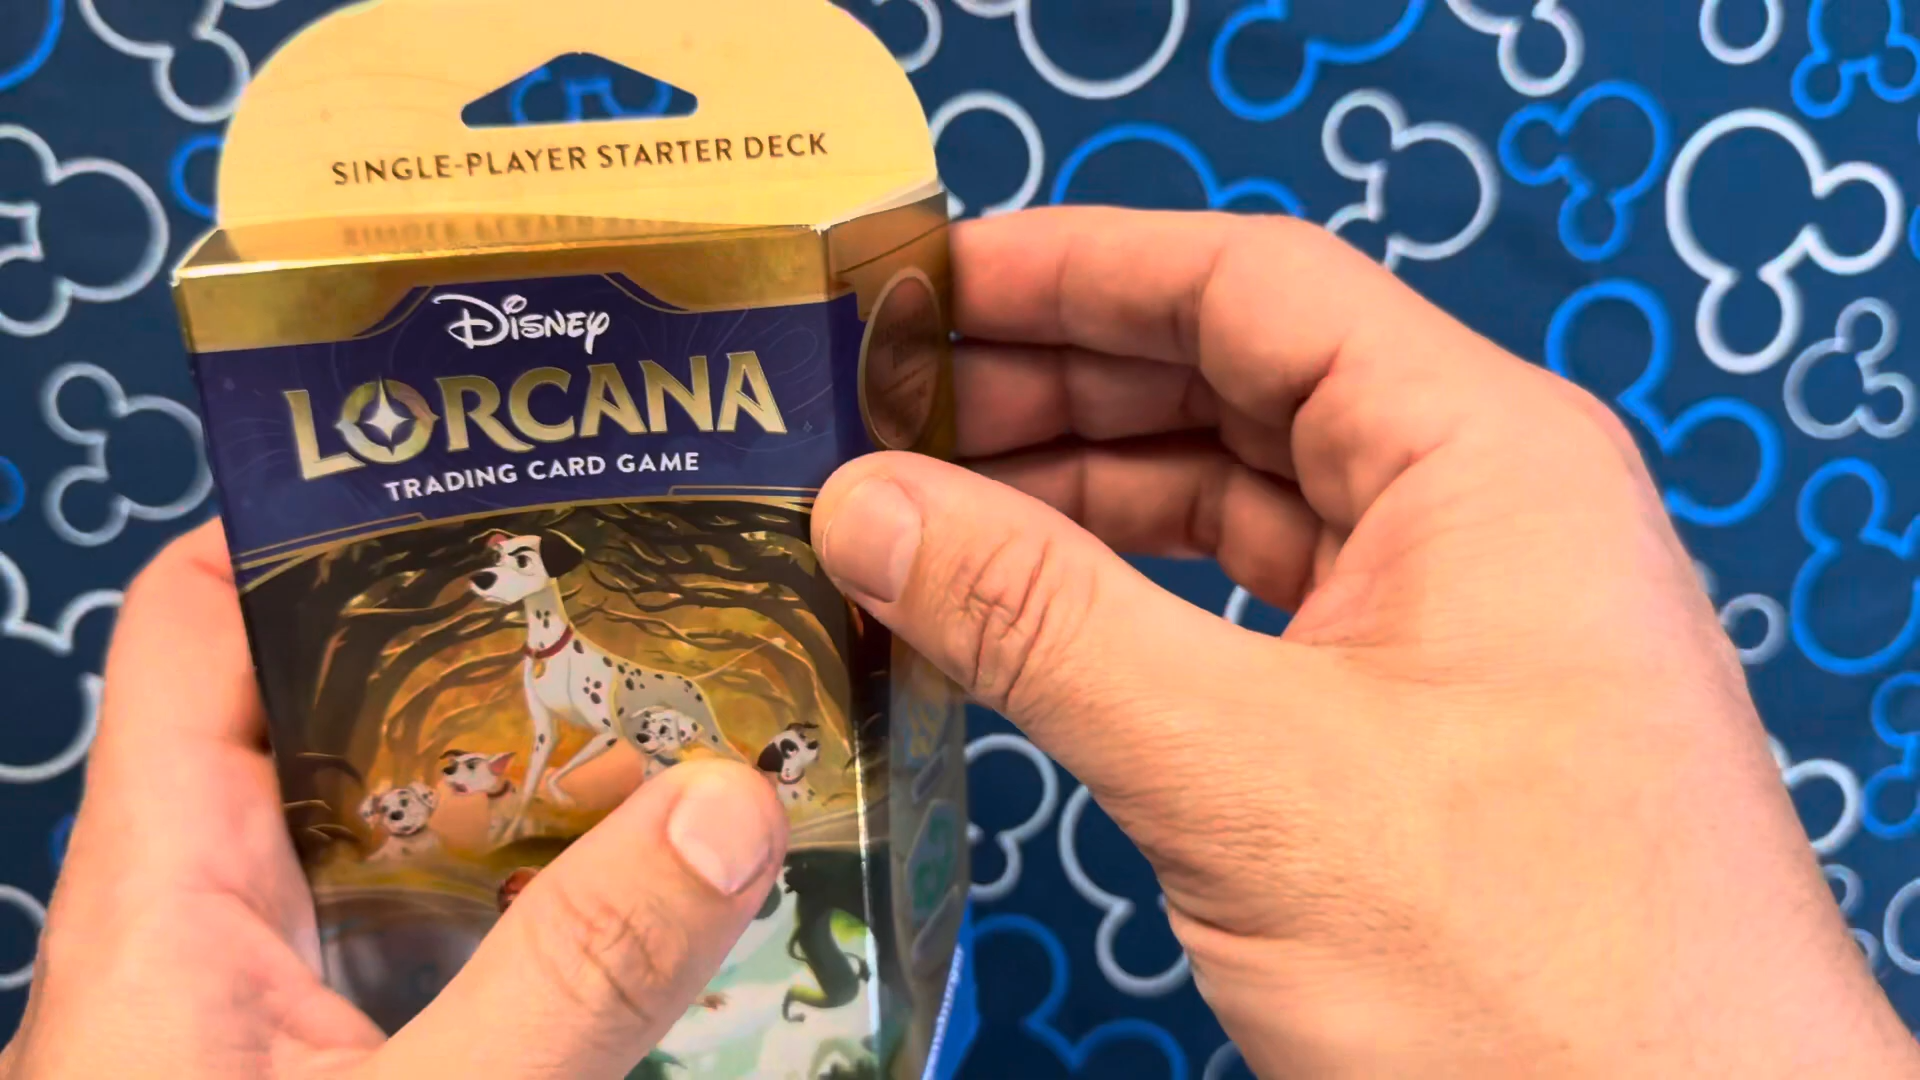 SINGLE-PLAYER STARTER DECK
DISNEY
LORCANA
TRADING CARD GAME